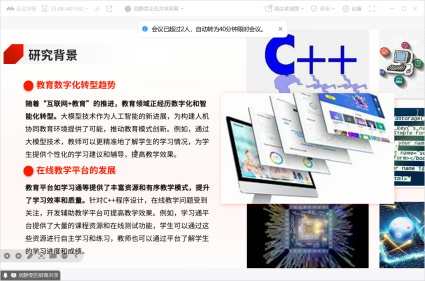 会议已超过2人，自动转为40分钟限时会议。
安全
设置
研究背景
C++
教育数字化转型趋势
随着“互联网+教育”的推进，教育领域正经历数字化和智
能化转型。大模型技术作为人工智能的新进展，为构建人机
协同教育环境提供了可能，推动教育模式创新。例如，通过
大模型技术，教师可以更精准地了解学生的学习情况，为学
生提供个性化的学习建议和辅导，提高教学效果。
在线教学平台的发展
教育平台如学习通等提供了丰富资源和有序教学模式，提升
了学习效率和质量。针对C++程序设计，在线教学问题受到
关注，开发辅助教学平台可提高教学效果。例如，学习通平
台提供了大量的课程资源和在线测试功能，学生可以通过这
些资源进行自主学习和练习，教师也可以通过平台了解学生
的学习进度和成绩。